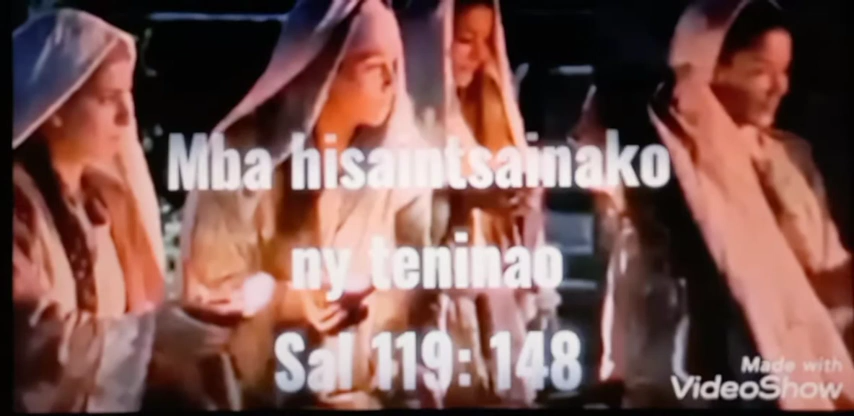 Mba hisaintsainako
ny teninao
Sal 119: 148
Made with
VideoShow